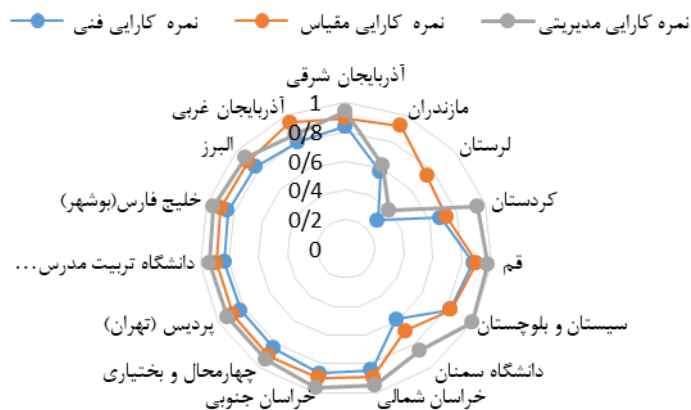 نمره کارایی فنی
نمره کارایی مقیاس
نمره کارایی مدیریتی
آذربایجان شرقی
مازندران
لرستان
کردستان
قم
سیستان و بلوچستان
دانشگاه سمنان
خراسان شمالی
خراسان جنوبی
چهارمحال و بختیاری
پردیس (تهران)
دانشگاه تربیت مدرس...
خلیج فارس(بوشهر)
البرز
آذربایجان غربی
1
0/8
0/6
0/4
0/2
0